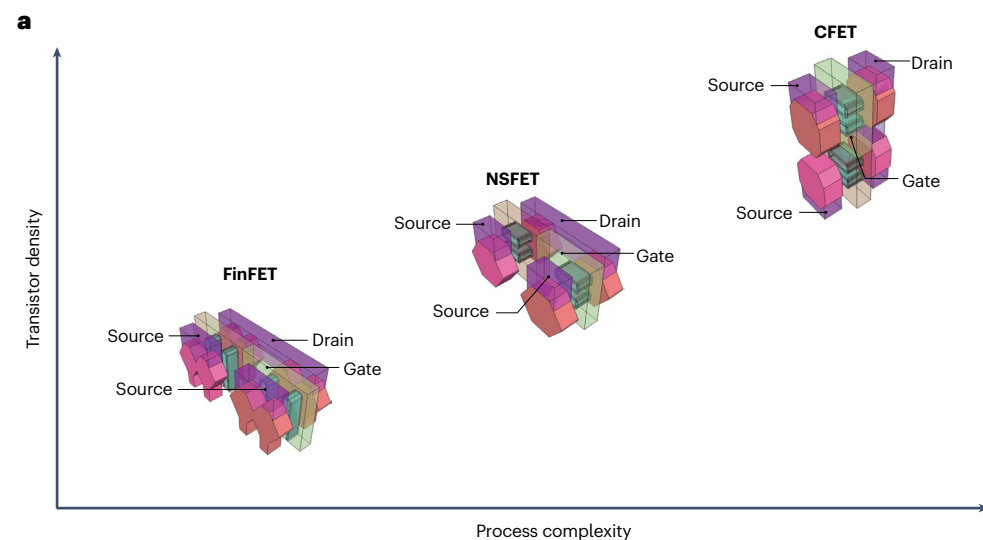 a
CFET
Drain
Source
Gate
Source
NSFET
Source
Drain
Gate
Source
FinFET
Source
Drain
Gate
Source
Transistor density
Process complexity